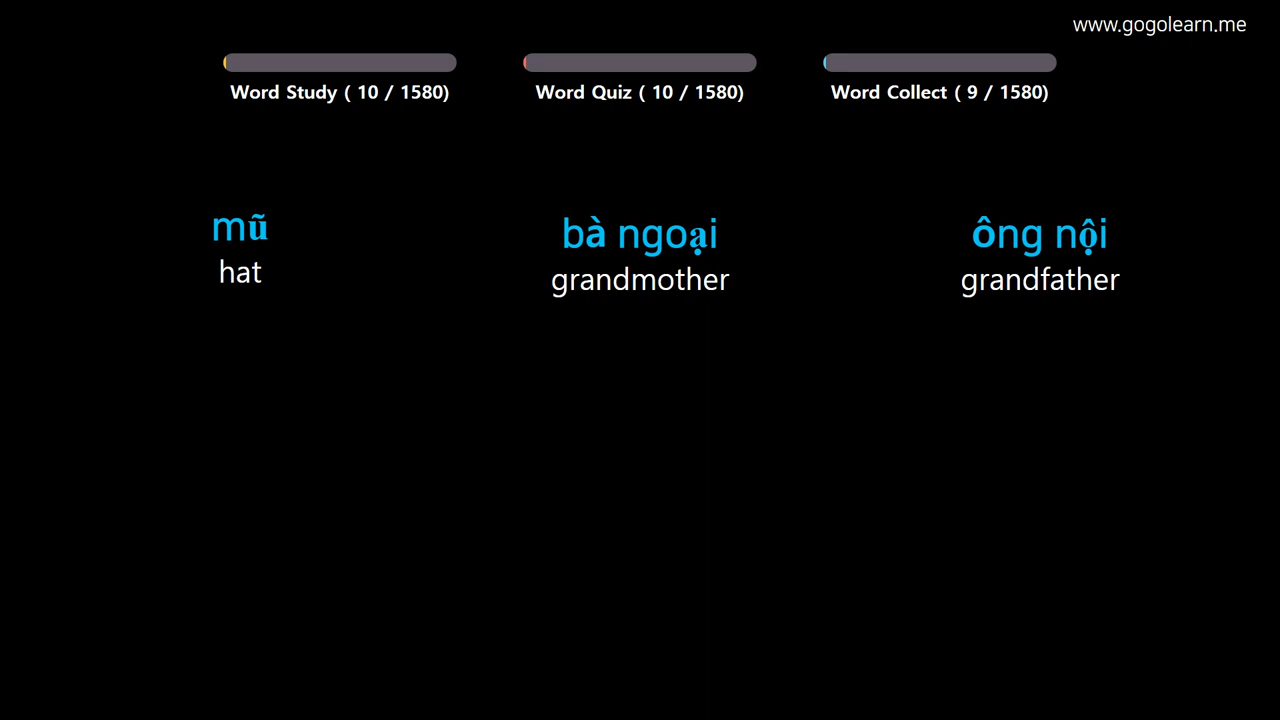 www.gogolearn.me
Word Study ( 10 / 1580)
Word Quiz ( 10 / 1580)
Word Collect ( 9 / 1580)
mũ
hat
bà ngoại
grandmother
ông nội
grandfather